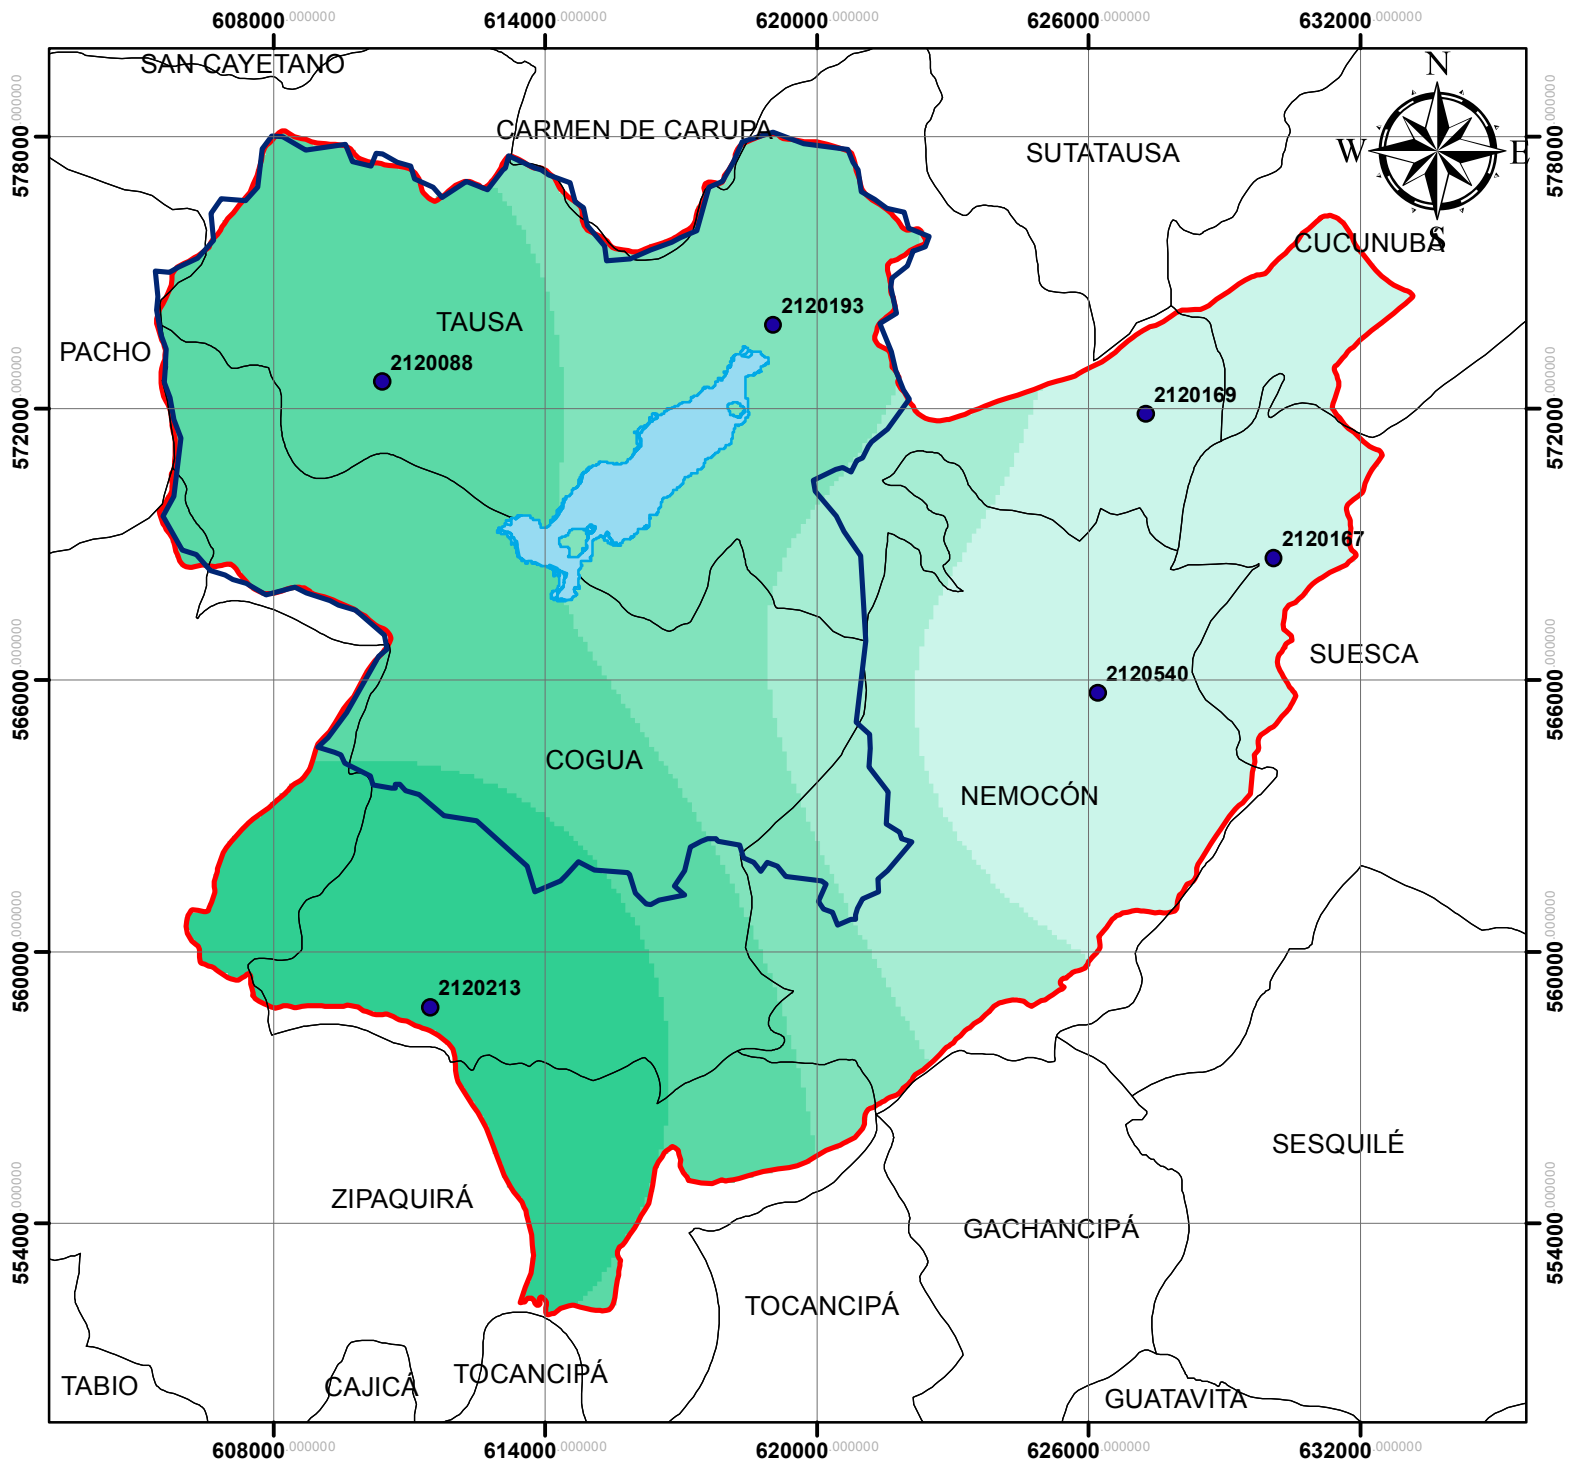 608000.000000 614000.000000 620000.000000 626000.000000 632000.000000
SAN CAYETANO
N
CARMEN DE CARUPA
578000.000000
578000.000000
SUTATAUSA
W
E
S
CUCUNUBÁ
2120193
TAUSA
PACHO
2120088
2120169
572000.000000
572000.000000
2120167
SUESCA
2120540
566000.000000
566000.000000
COGUA
NEMOCÓN
560000.000000
560000.000000
2120213
SESQUILÉ
ZIPAQUIRÁ
GACHANCIPÁ
554000.000000
554000.000000
TOCANCIPÁ
TOCANCIPÁ
TABIO
CAJICÁ
GUATAVITA
608000.000000 614000.000000 620000.000000 626000.000000 632000.000000